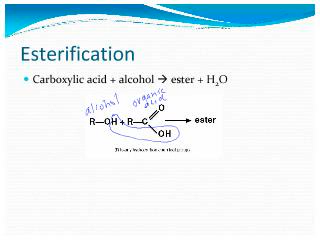 Esterification
Carboxylic acid + alcohol → ester + H₂O
alcohol organic acid
O
R—OH + R—C → ester
OH